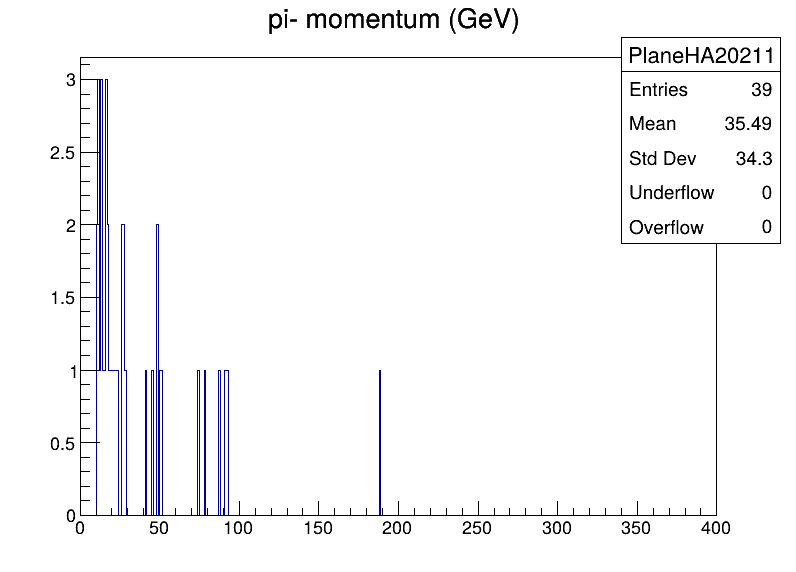 pi- momentum (GeV)
PlaneHA20211
Entries 39
Mean 35.49
Std Dev 34.3
Underflow 0
Overflow 0
3
2.5
2
1.5
1
0.5
0
0 50 100 150 200 250 300 350 400